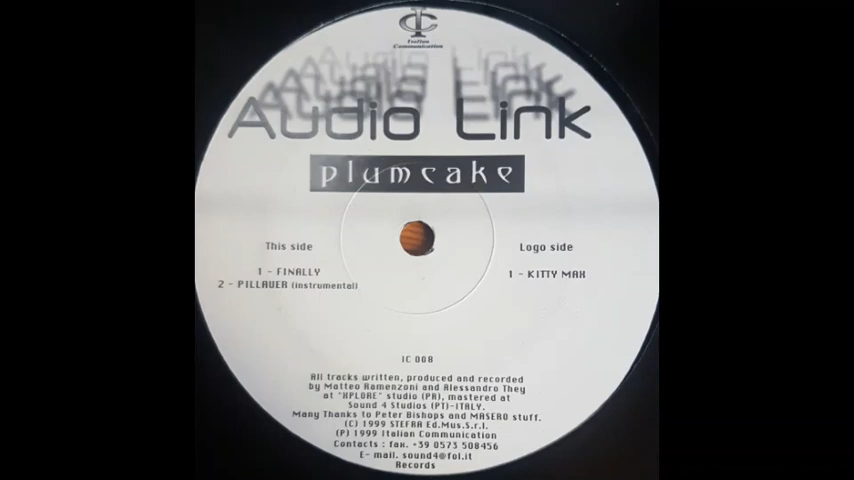 Italian
Communication
Audio Link
plumcake
This side
1 - FINALLY
2 - PILLAUER (instrumental)
Logo side
1 - KITTY MAX
IC 008
All tracks written, produced and recorded
by Matteo Ramenzoni and Alessandro They
at "XPLORE" studio (PR), mastered at
Sound 4 Studios (PT)-ITALY.
Many Thanks to Peter Bishops and MASERO stuff.
(C) 1999 STEFRA Ed.Mus.S.r.l.
(P) 1999 Italian Communication
Contacts : fax. +39 0573 508456
E- mail. sound4@fol.it
Records